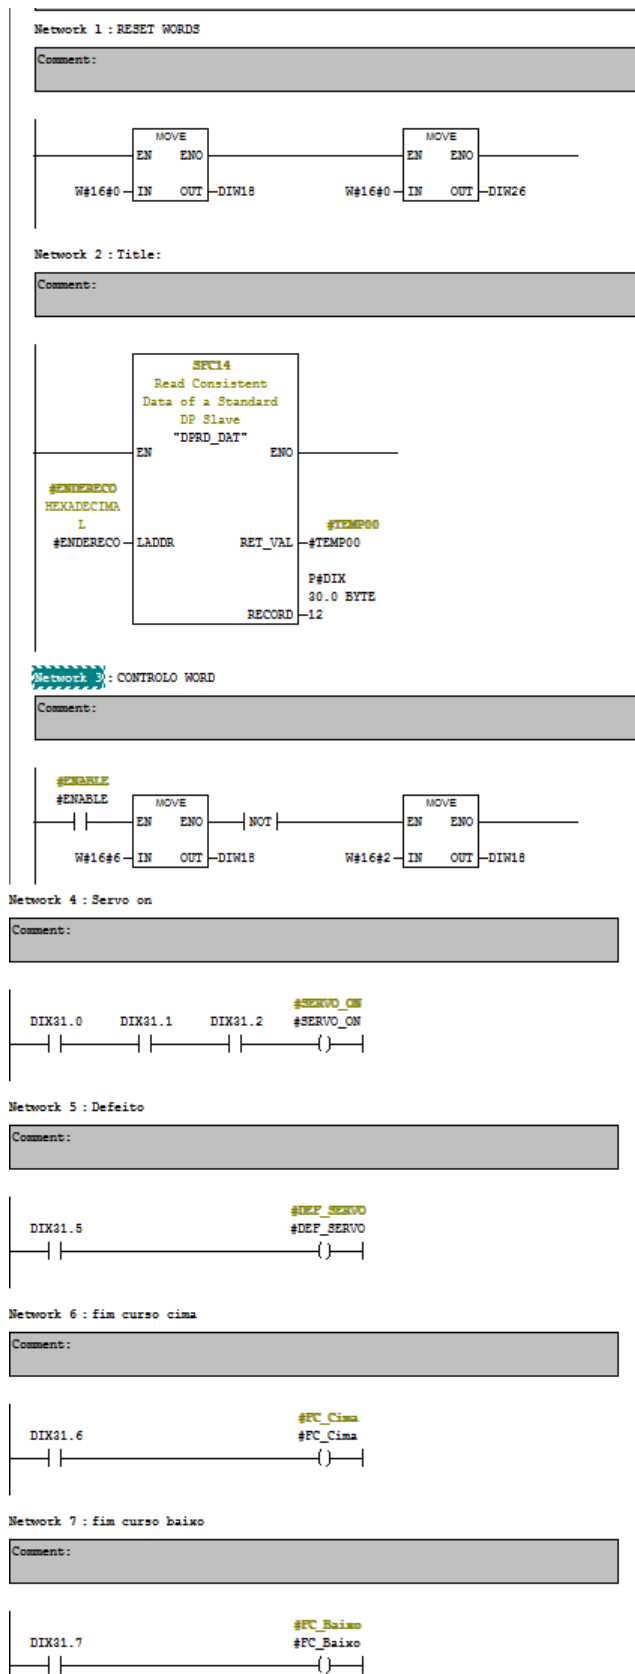 Network 1 : RESET WORDS
Comment:
MOVE MOVE
EN ENO EN ENO
W#16#0 IN OUT DIW18 W#16#0 IN OUT DIW26
Network 2 : Title:
Comment:
SFC14
Read Consistent
Data of a Standard
DP Slave
"DPRD_DAT"
EN ENO
#ENDERECO
HEXADECIMA
L #TEMP00
#ENDERECO LADDR RET_VAL #TEMP00
P#DIX
30.0 BYTE
RECORD 12
Network 3 : CONTROLO WORD
Comment:
#ENABLE
#ENABLE MOVE MOVE
EN ENO NOT EN ENO
W#16#6 IN OUT DIW18 W#16#2 IN OUT DIW18
Network 4 : Servo on
Comment:
#SERVO_ON
DIX31.0 DIX31.1 DIX31.2 #SERVO_ON
Network 5 : Defeito
Comment:
#DEF_SERVO
DIX31.5 #DEF_SERVO
Network 6 : fim curso cima
Comment:
#FC_Cima
DIX31.6 #FC_Cima
Network 7 : fim curso baixo
Comment:
#FC_Baixo
DIX31.7 #FC_Baixo